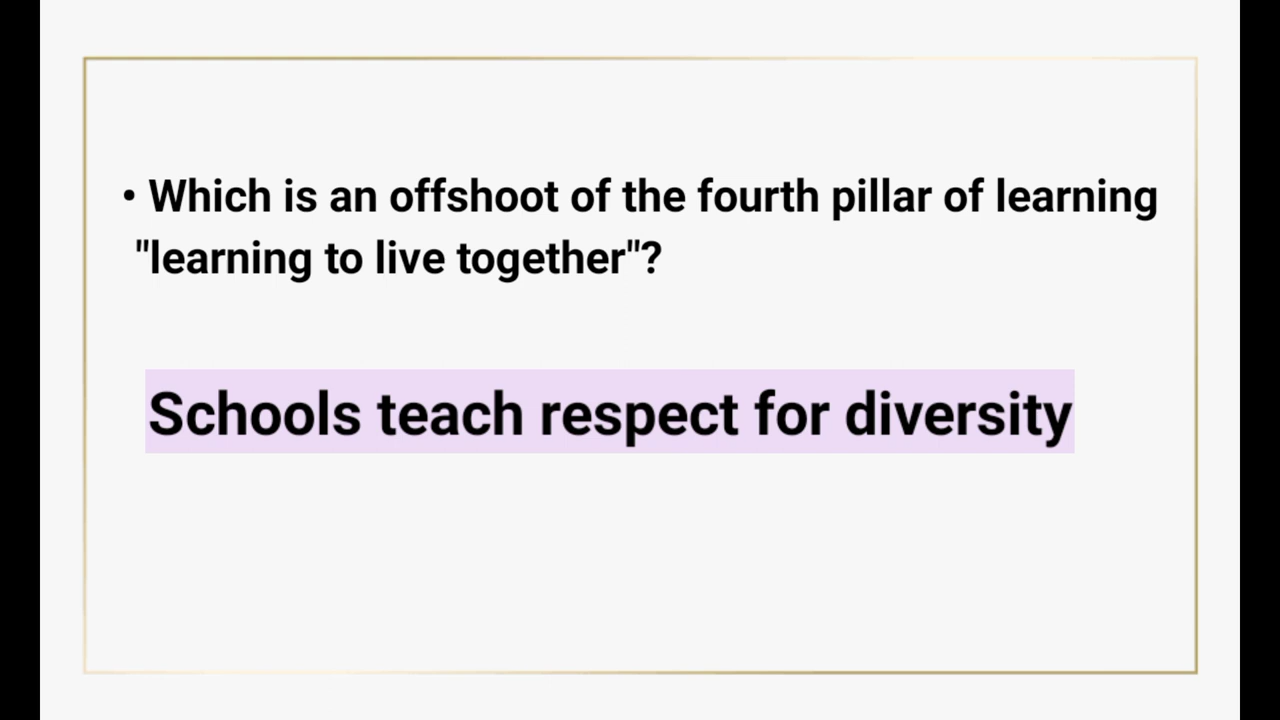 • Which is an offshoot of the fourth pillar of learning
"learning to live together"?
Schools teach respect for diversity